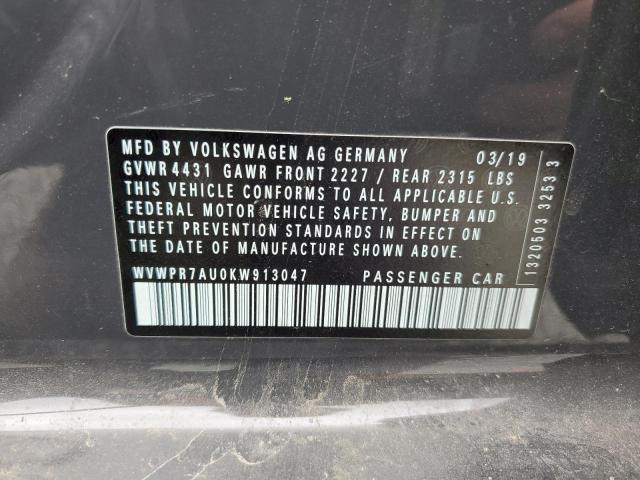 MFD BY VOLKSWAGEN AG GERMANY 03/19
GVWR 4431 GAWR FRONT 2227 / REAR 2315 LBS
THIS VEHICLE CONFORMS TO ALL APPLICABLE U.S.
FEDERAL MOTOR VEHICLE SAFETY, BUMPER AND
THEFT PREVENTION STANDARDS IN EFFECT ON
THE DATE OF MANUFACTURE SHOWN ABOVE.
WVWPR7AU0KW913047 PASSENGER CAR
1320503 3253 3